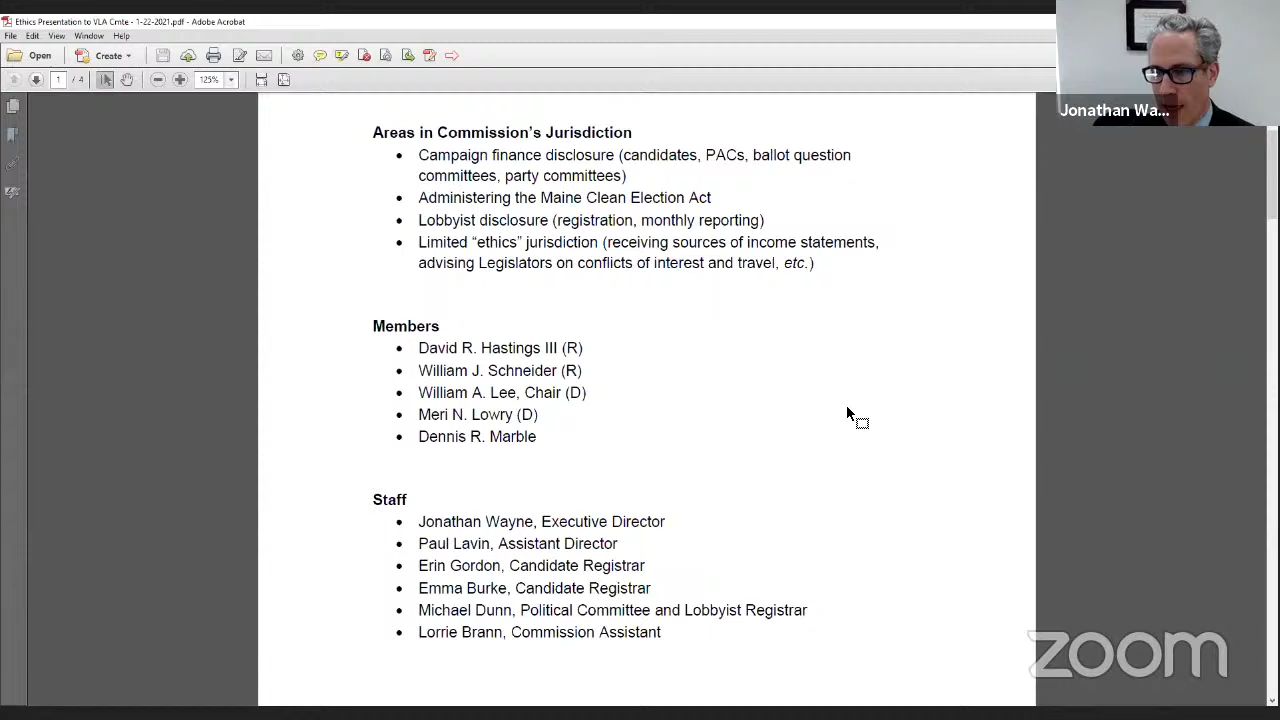 Ethics Presentation to VLA Cmte - 1-22-2021.pdf - Adobe Acrobat
File Edit View Window Help
Open Create
1 / 4 125%
Jonathan Wa...
Areas in Commission's Jurisdiction
• Campaign finance disclosure (candidates, PACs, ballot question
committees, party committees)
• Administering the Maine Clean Election Act
• Lobbyist disclosure (registration, monthly reporting)
• Limited “ethics” jurisdiction (receiving sources of income statements,
advising Legislators on conflicts of interest and travel, etc.)
Members
• David R. Hastings III (R)
• William J. Schneider (R)
• William A. Lee, Chair (D)
• Meri N. Lowry (D)
• Dennis R. Marble
Staff
• Jonathan Wayne, Executive Director
• Paul Lavin, Assistant Director
• Erin Gordon, Candidate Registrar
• Emma Burke, Candidate Registrar
• Michael Dunn, Political Committee and Lobbyist Registrar
• Lorrie Brann, Commission Assistant
zoom